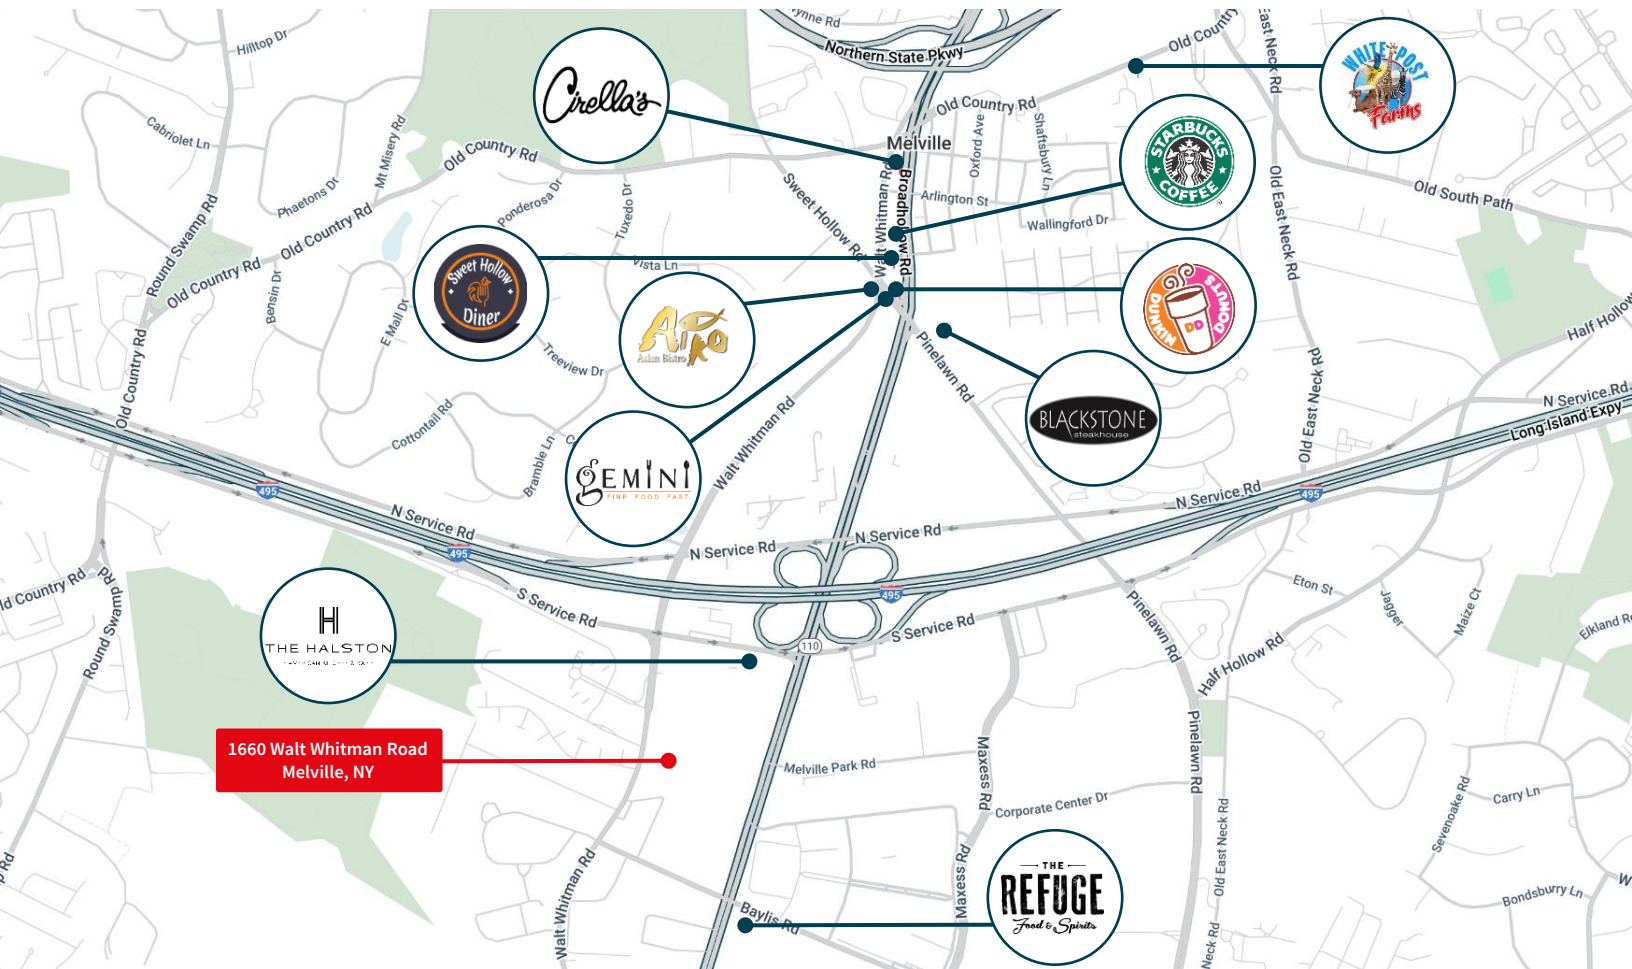 Wynne Rd
Northern State Pkwy
Old Country
East Neck Rd
WHITE POST
Farms
Hilltop Dr
Cirella's
Old Country Rd
Cabriolet Ln
Mt Misery Rd
Old Country Rd
Melville
Oxford Ave
Shaftsbury Ln
STARBUCKS
COFFEE
Phaetons Dr
Ponderosa Dr
Tuxedo Dr
Sweet Hollow Rd
Walt Whitman Rd
Broadhollow Rd
Arlington St
Wallingford Dr
Old East Neck Rd
Old South Path
Round Swamp Rd
Old Country Rd
Old Country Rd
Bensin Dr
E Mall Dr
Sweet Hollow
Diner
Vista Ln
Aiko
Asian Bistro
DUNKIN'
DONUTS
DD
Half Hollow
Old Country Rd
Treeview Dr
Pinelawn Rd
Old East Neck Rd
BLACKSTONE
steakhouse
N Service Rd
Long Island Expy
Cottontail Rd
Bramble Ln
Walt Whitman Rd
GEMINI
FINE FOOD FAST
495
495
495
495
N Service Rd
N Service Rd
N Service Rd
N Service Rd
S Service Rd
S Service Rd
110
Old Country Rd
Round Swamp Rd
H
THE HALSTON
Pinelawn Rd
Half Hollow Rd
Eton St
Jagger
Maize Ct
Elkland Rd
1660 Walt Whitman Road
Melville, NY
Melville Park Rd
Maxess Rd
Corporate Center Dr
Pinelawn Rd
Old East Neck Rd
Sevenoake Rd
Carry Ln
Bondsburry Ln
Walt Whitman Rd
Baylis Rd
Maxess Rd
THE
REFUGE
Food & Spirits
Neck Rd